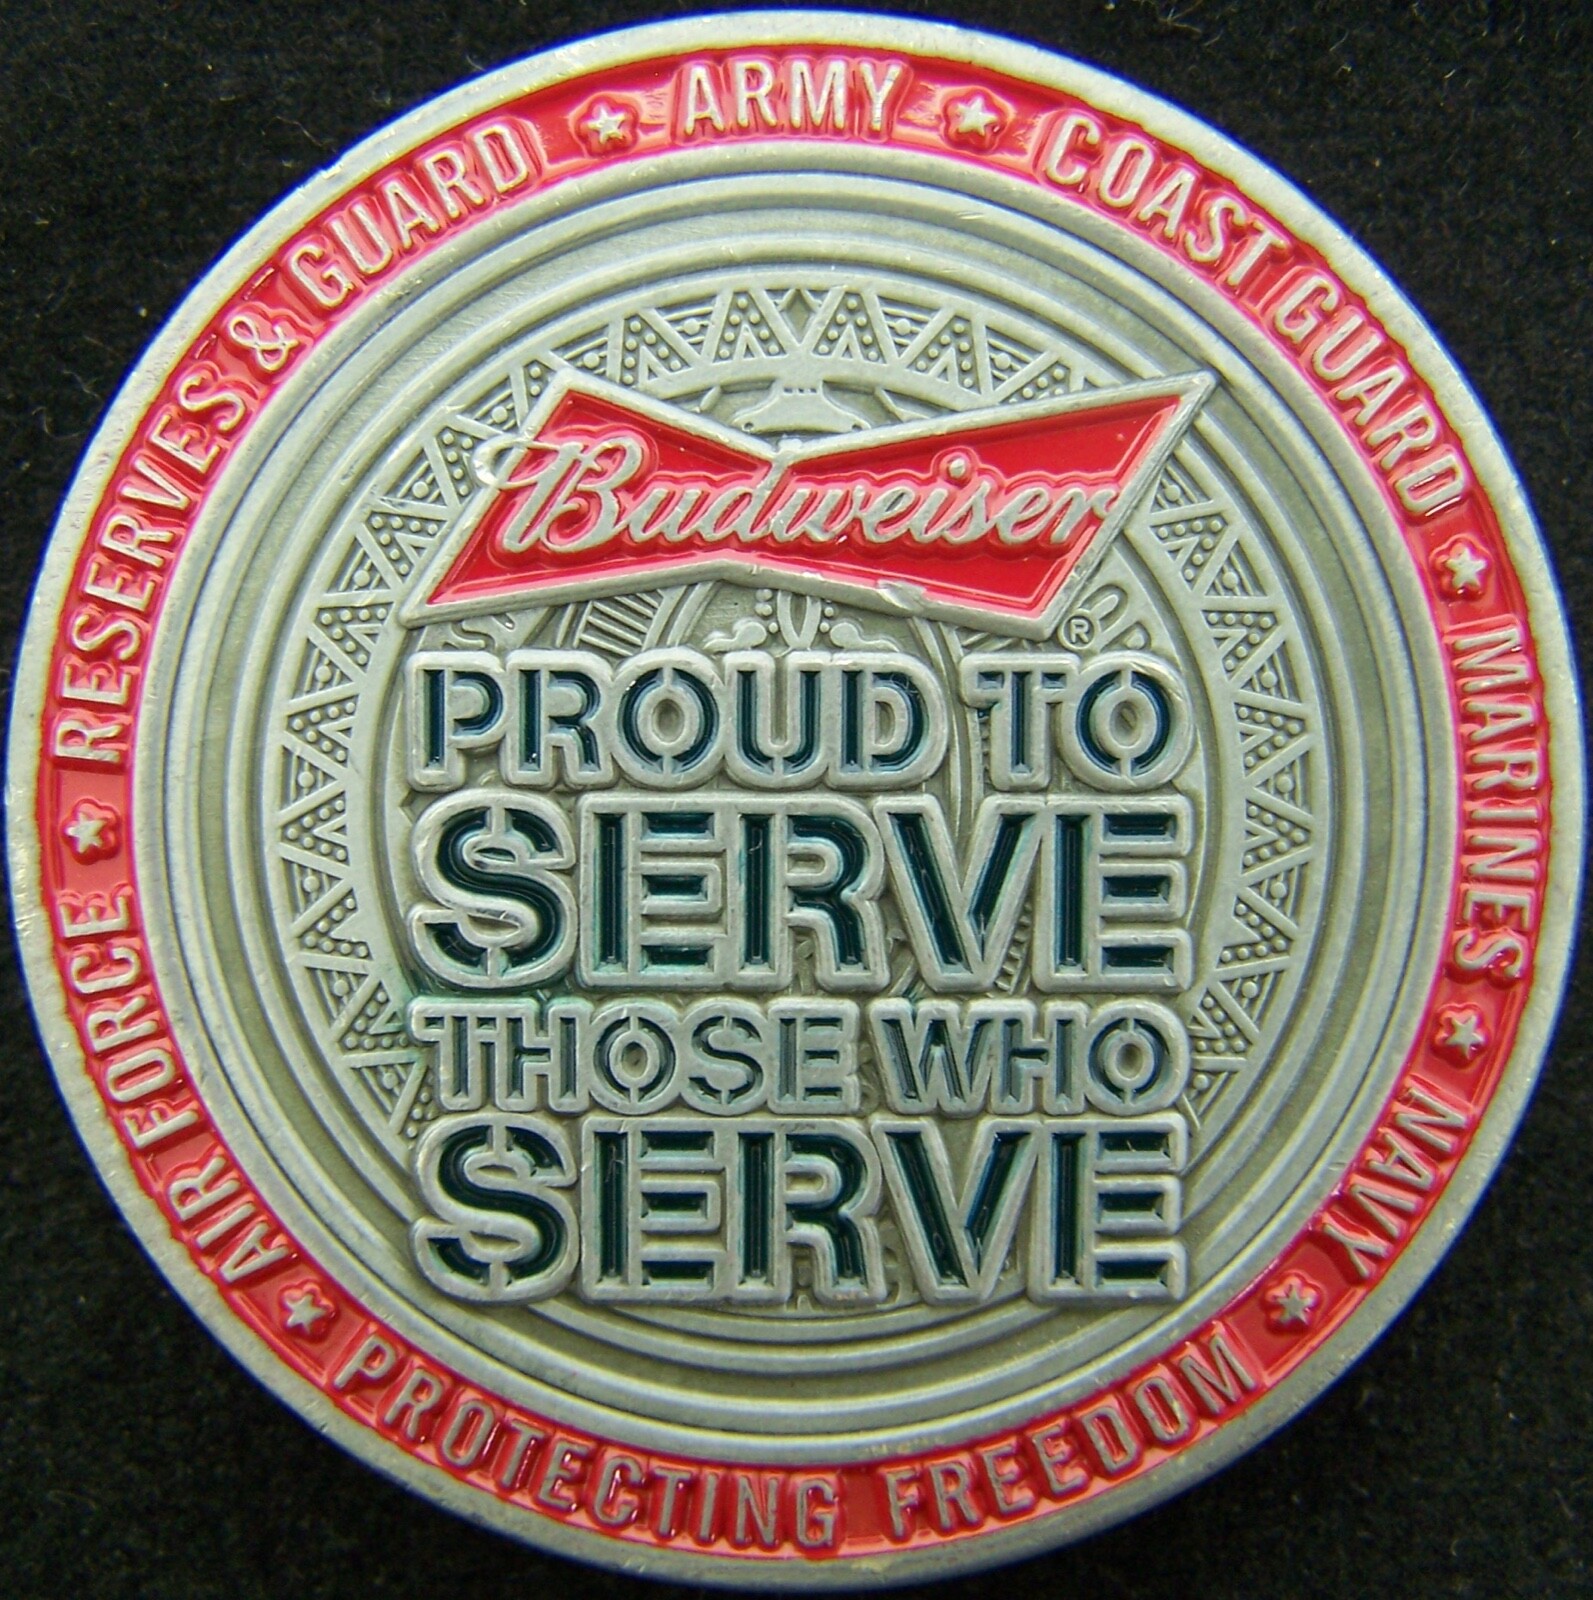 ARMY ★ COAST GUARD ★ MARINES ★ NAVY ★ PROTECTING FREEDOM ★ AIR FORCE ★ RESERVES & GUARD ★
Budweiser
®
PROUD TO
SERVE
THOSE WHO
SERVE